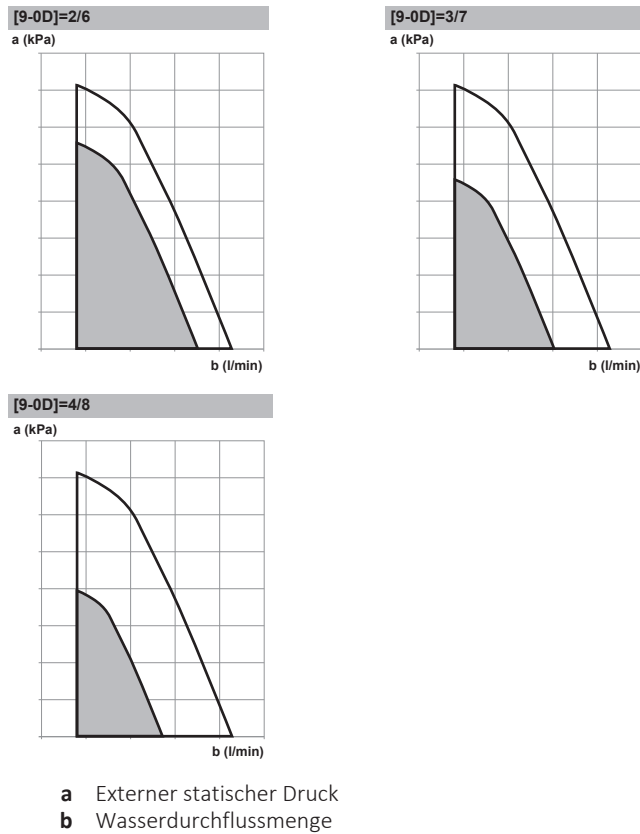 [9-0D]=2/6
a (kPa)
b (l/min)
[9-0D]=3/7
a (kPa)
b (l/min)
[9-0D]=4/8
a (kPa)
b (l/min)
a Externer statischer Druck
b Wasserdurchflussmenge